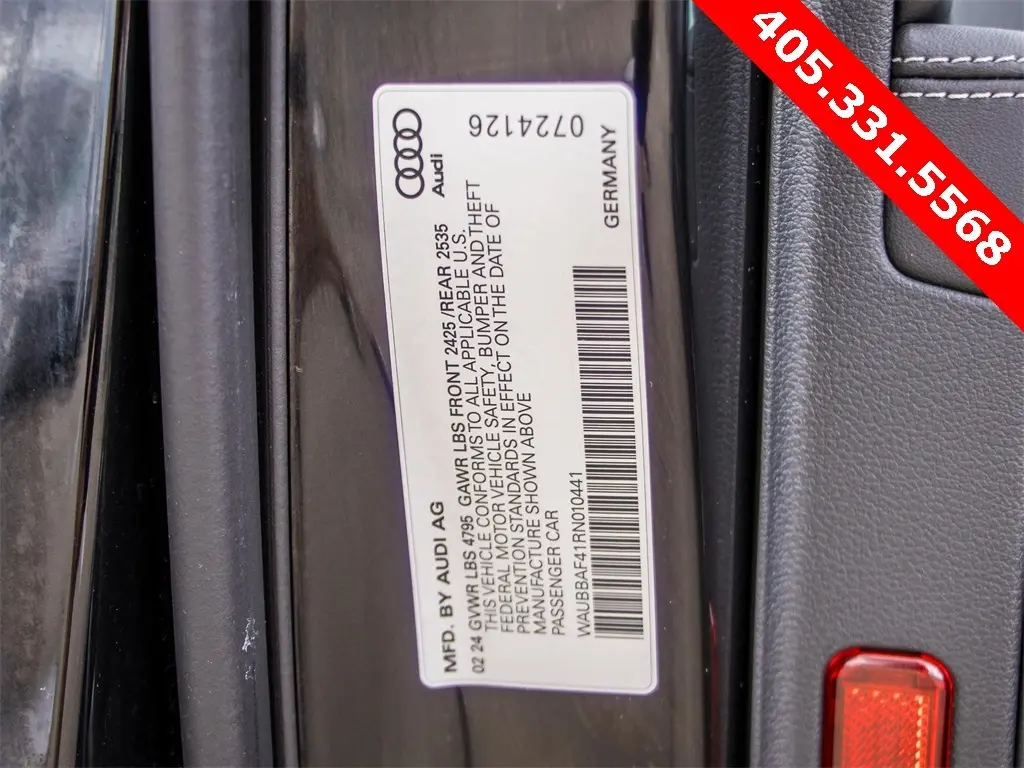 405.331.5568
Audi
0724126
GERMANY
MFD. BY AUDI AG
02 24 GVWR LBS 4795 GAWR LBS FRONT 2425 /REAR 2535
THIS VEHICLE CONFORMS TO ALL APPLICABLE U.S.
FEDERAL MOTOR VEHICLE SAFETY, BUMPER AND THEFT
PREVENTION STANDARDS IN EFFECT ON THE DATE OF
MANUFACTURE SHOWN ABOVE
PASSENGER CAR
WAUBBAF41RN010441